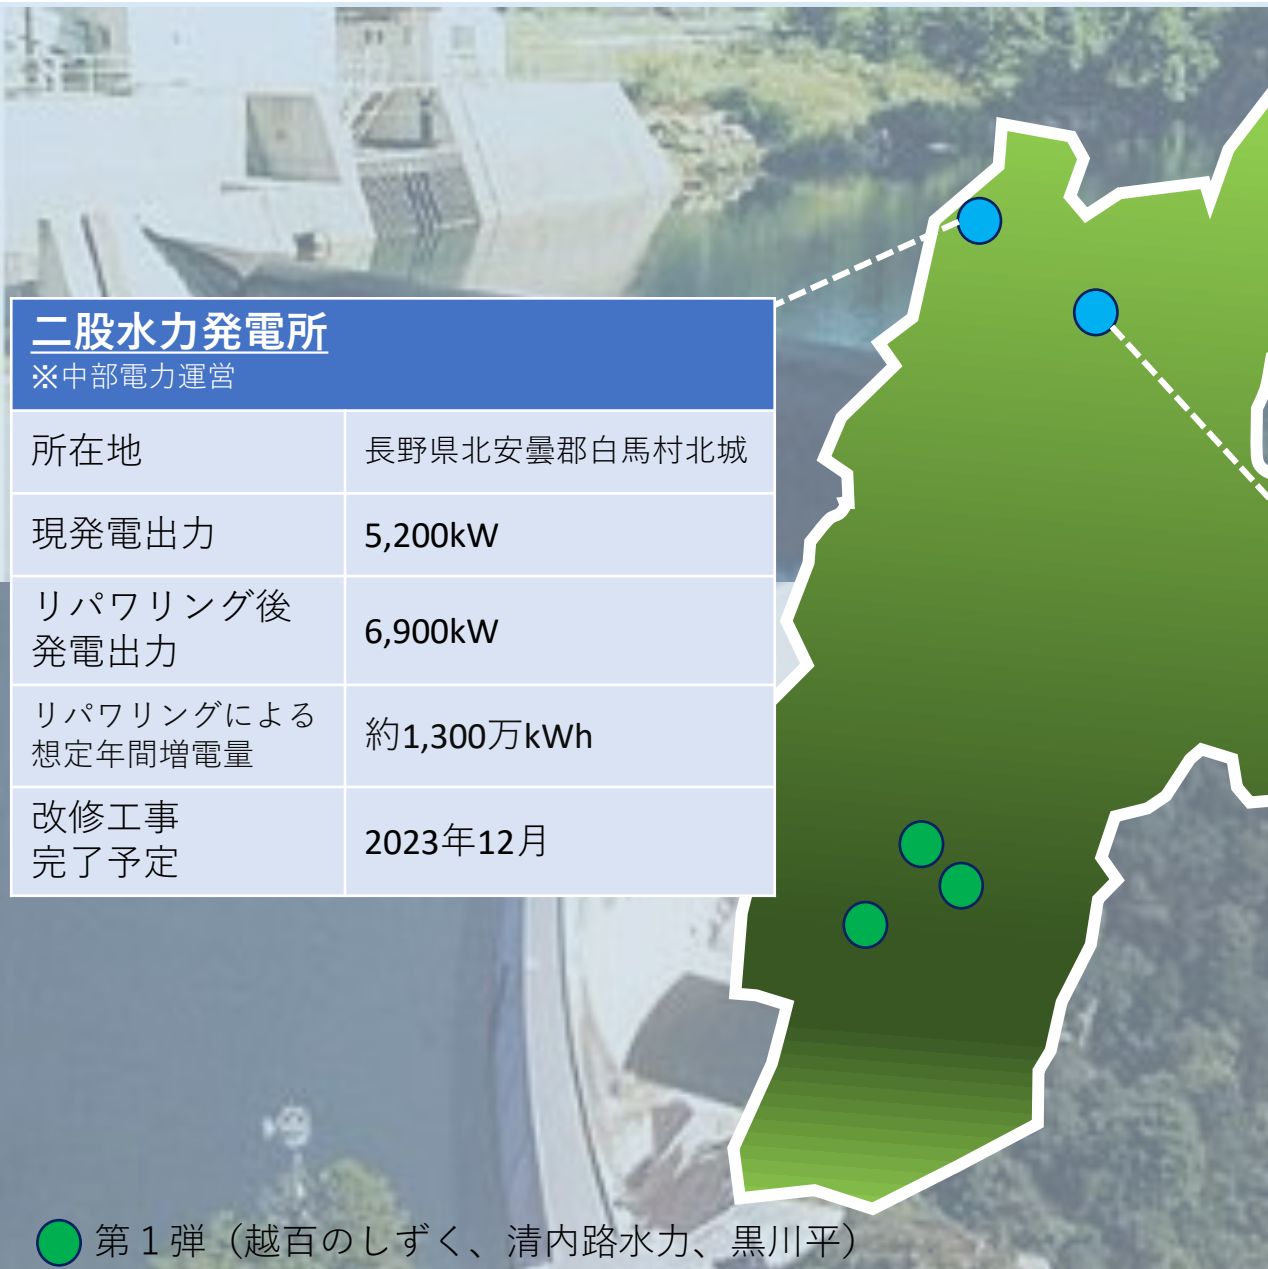 二股水力発電所
※中部電力運営
所在地 長野県北安曇郡白馬村北城
現発電出力 5,200kW
リパワリング後
発電出力 6,900kW
リパワリングによる
想定年間増電量 約1,300万kWh
改修工事
完了予定 2023年12月
第１弾（越百のしずく、清内路水力、黒川平）